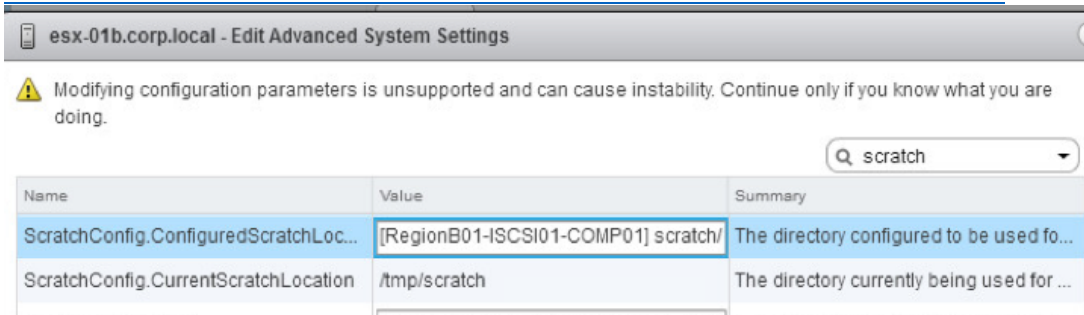 esx-01b.corp.local - Edit Advanced System Settings
Modifying configuration parameters is unsupported and can cause instability. Continue only if you know what you are
doing.
scratch
Name Value Summary
ScratchConfig.ConfiguredScratchLoc... [RegionB01-ISCSI01-COMP01] scratch/ The directory configured to be used fo...
ScratchConfig.CurrentScratchLocation /tmp/scratch The directory currently being used for ...